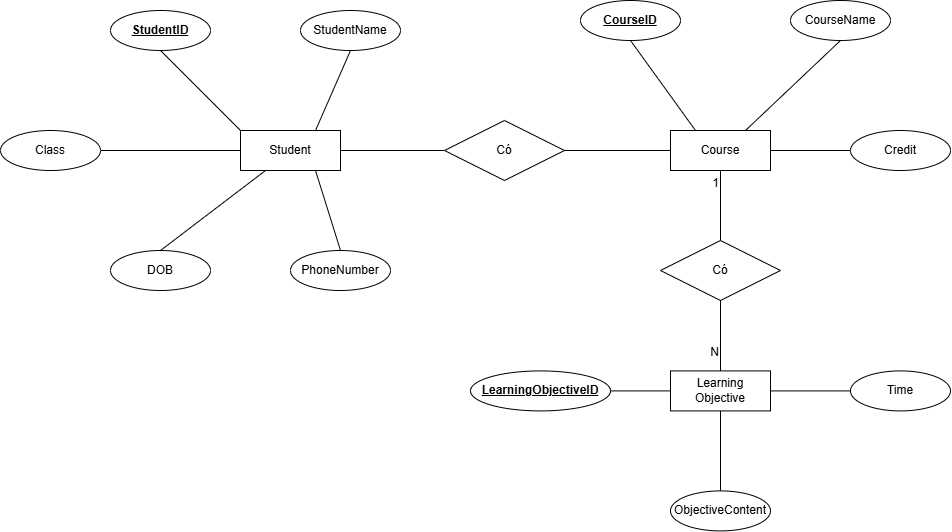 StudentID
StudentName
CourseID
CourseName
Class
Student
Có
Course
Credit
1
DOB
PhoneNumber
Có
N
LearningObjectiveID
Learning
Objective
Time
ObjectiveContent